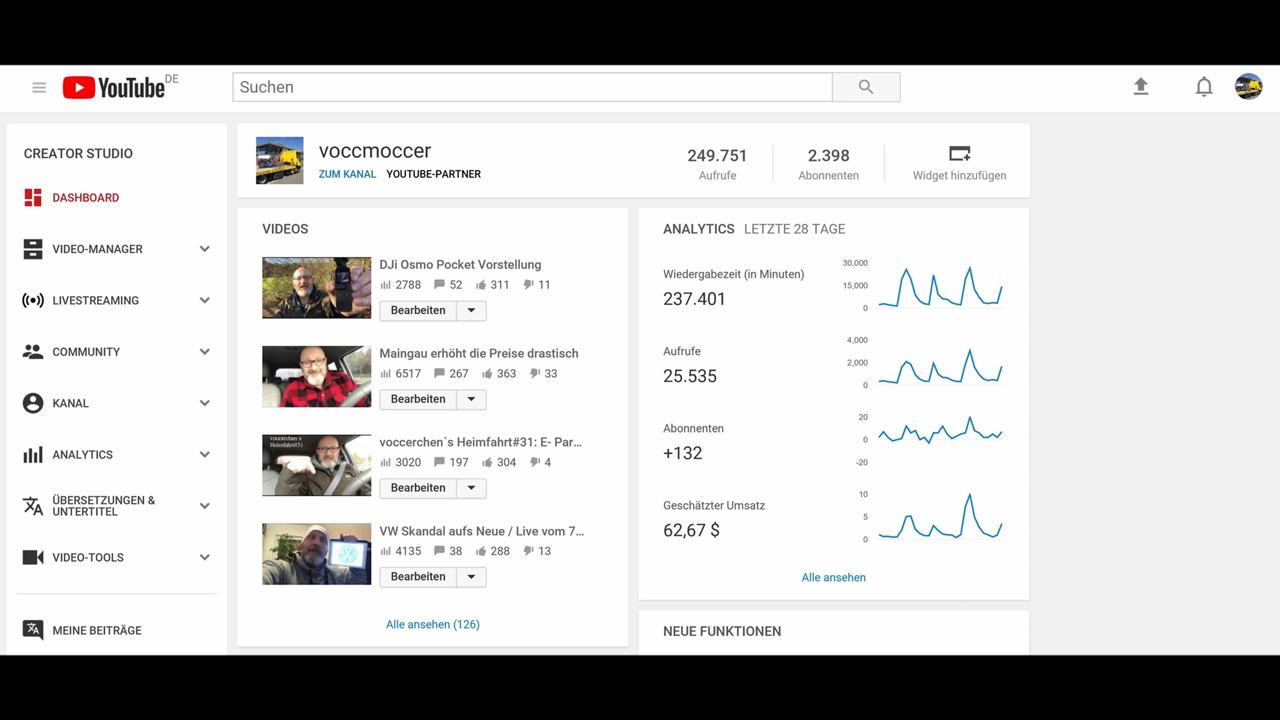 YouTube DE
Suchen
CREATOR STUDIO
DASHBOARD
VIDEO-MANAGER
LIVESTREAMING
COMMUNITY
KANAL
ANALYTICS
ÜBERSETZUNGEN &
UNTERTITEL
VIDEO-TOOLS
MEINE BEITRÄGE
voccmoccer
ZUM KANAL YOUTUBE-PARTNER
249.751
Aufrufe
2.398
Abonnenten
Widget hinzufügen
VIDEOS
DJi Osmo Pocket Vorstellung
2788 52 311 11
Bearbeiten
Maingau erhöht die Preise drastisch
6517 267 363 33
Bearbeiten
voccerchen´s
Heimfahrt#31
voccerchen´s Heimfahrt#31: E- Par...
3020 197 304 4
Bearbeiten
VW Skandal aufs Neue / Live vom 7...
4135 38 288 13
Bearbeiten
Alle ansehen (126)
ANALYTICS LETZTE 28 TAGE
Wiedergabezeit (in Minuten)
237.401
30,000
15,000
0
Aufrufe
25.535
4,000
2,000
0
Abonnenten
+132
20
0
-20
Geschätzter Umsatz
62,67 $
10
5
0
Alle ansehen
NEUE FUNKTIONEN